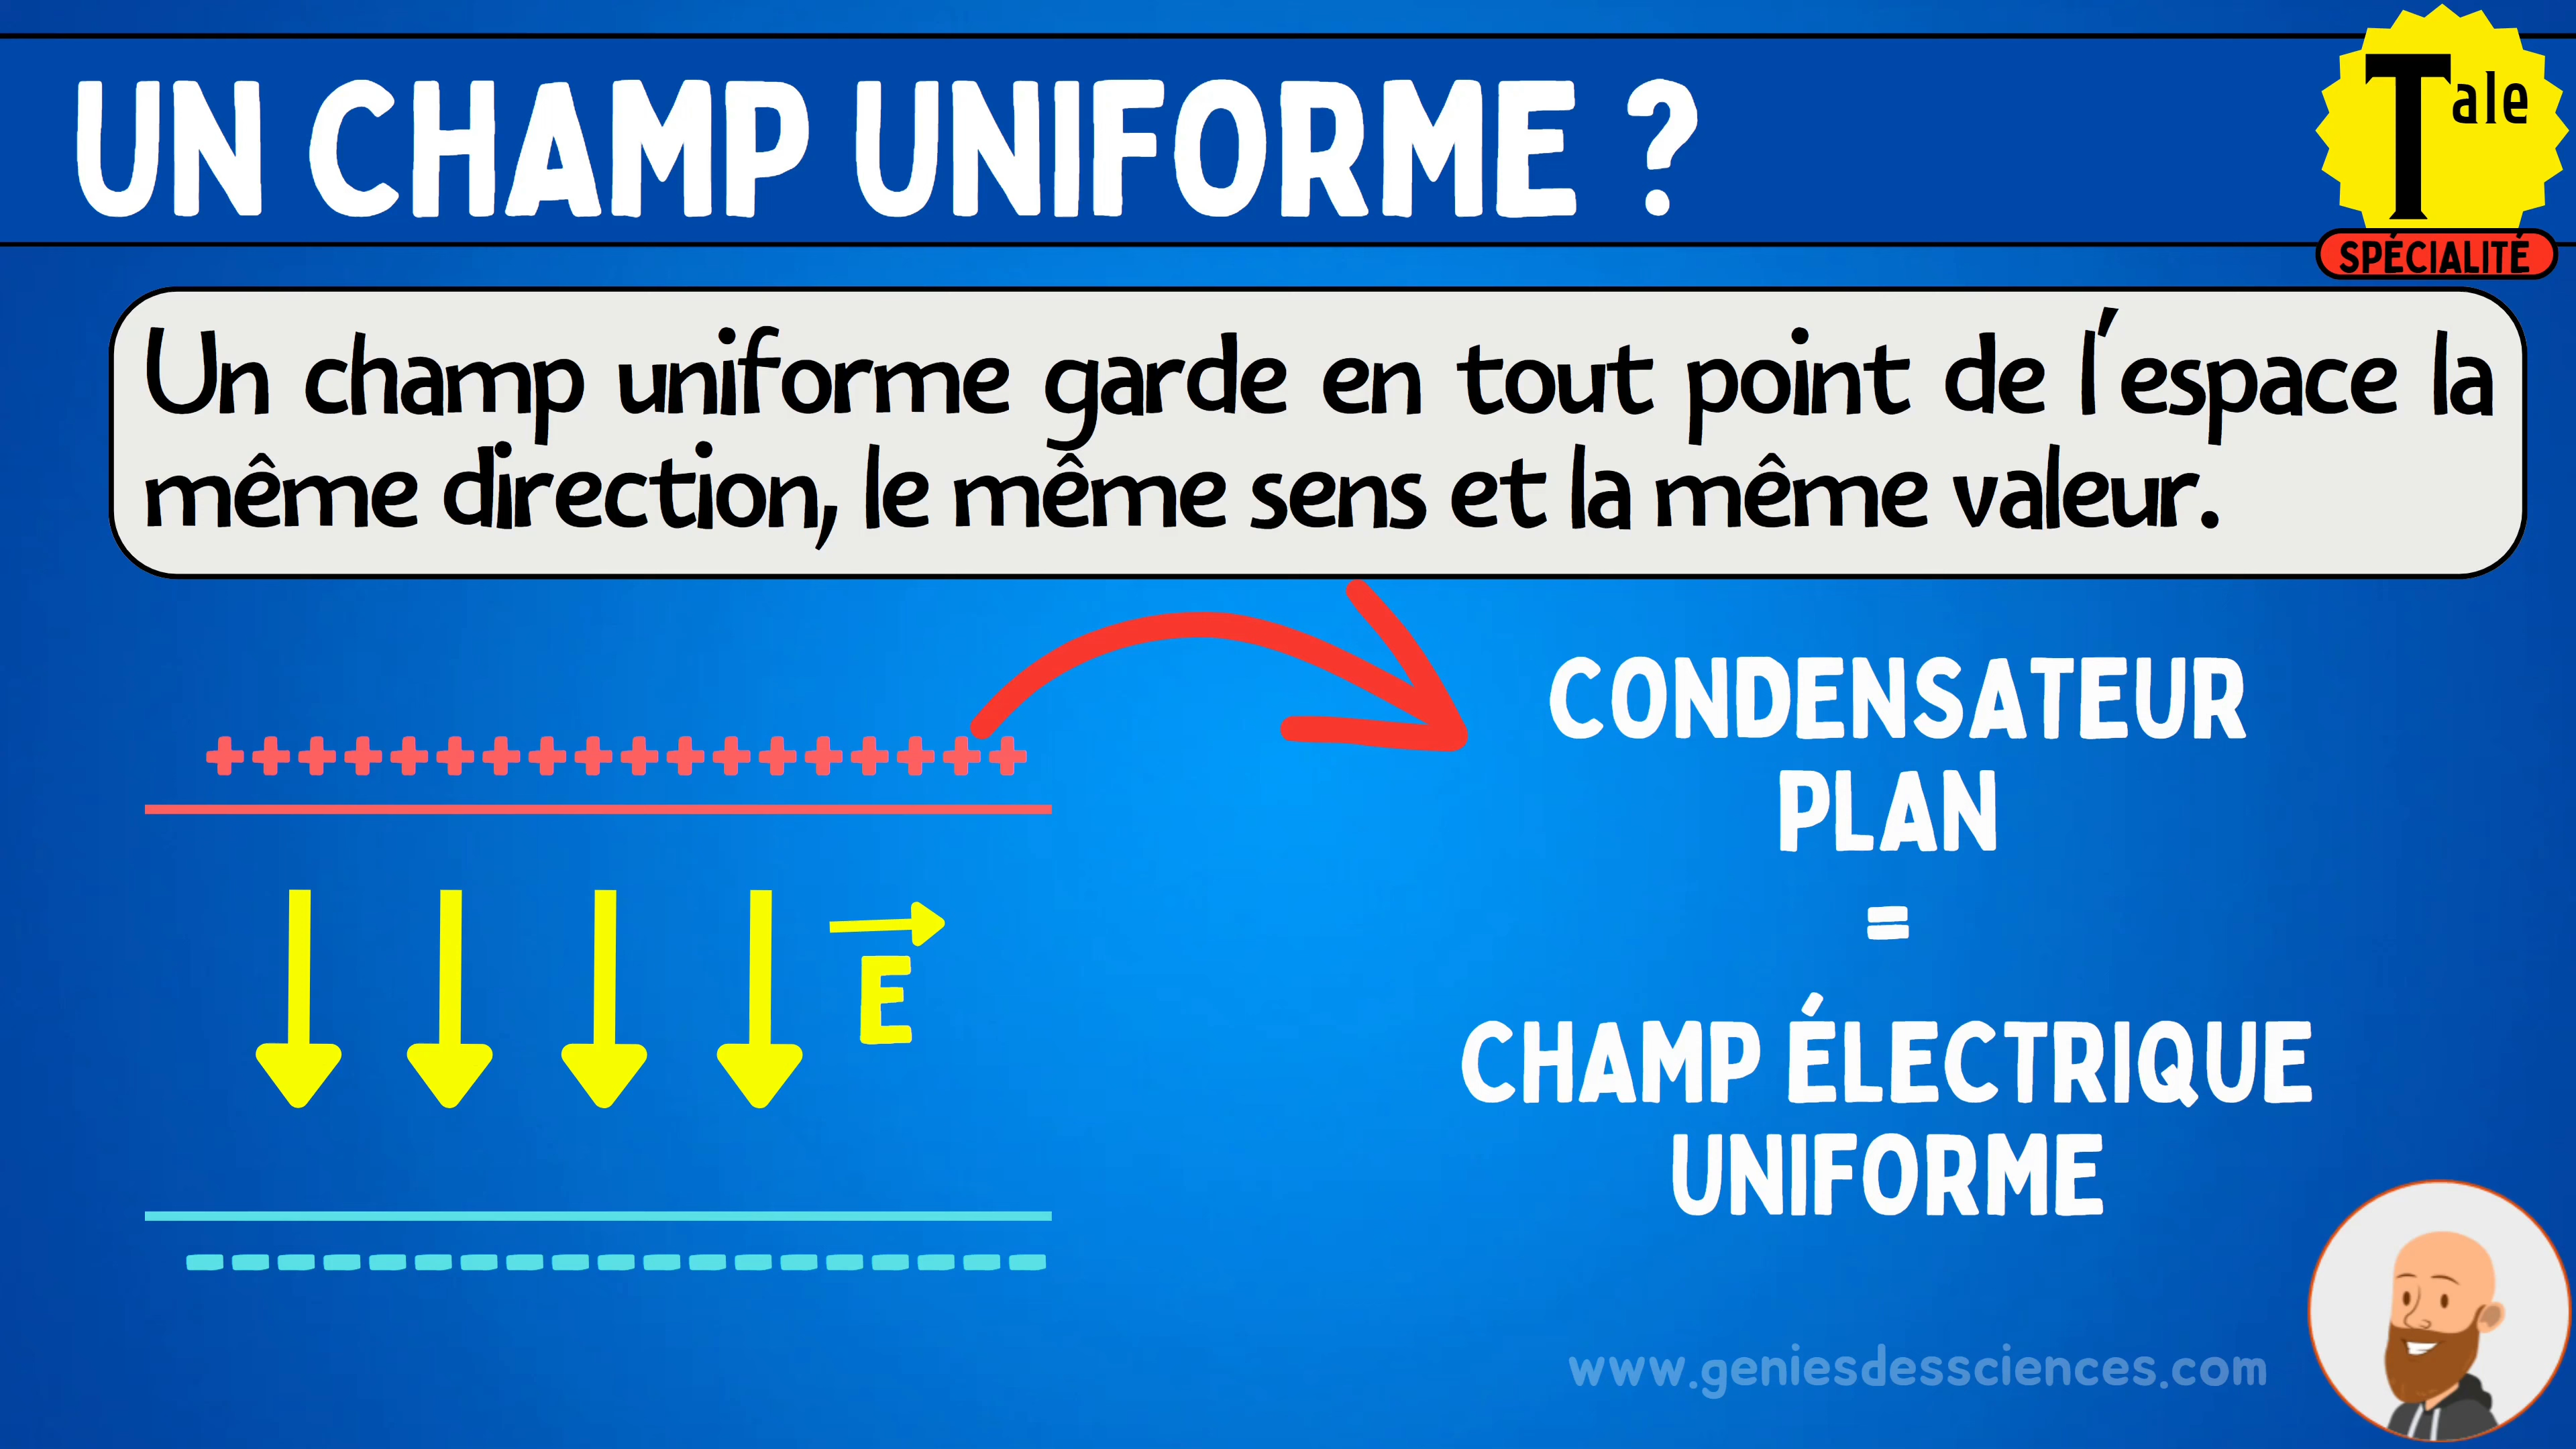 UN CHAMP UNIFORME ?
Tale
SPÉCIALITÉ
Un champ uniforme garde en tout point de l'espace la
même direction, le même sens et la même valeur.
CONDENSATEUR
PLAN
=
CHAMP ÉLECTRIQUE
UNIFORME
++++++++++++++++++
E
------------------- 
www.geniesdessciences.com